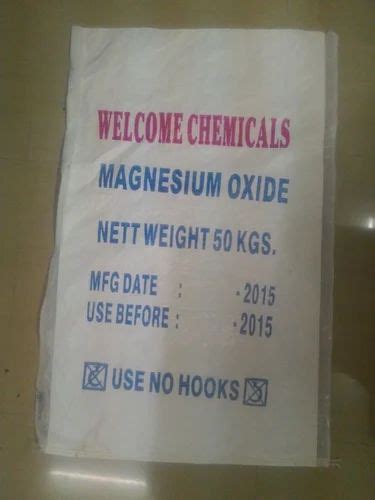 WELCOME CHEMICALS
MAGNESIUM OXIDE
NETT WEIGHT 50 KGS.
MFG DATE : - 2015
USE BEFORE : - 2015
USE NO HOOKS